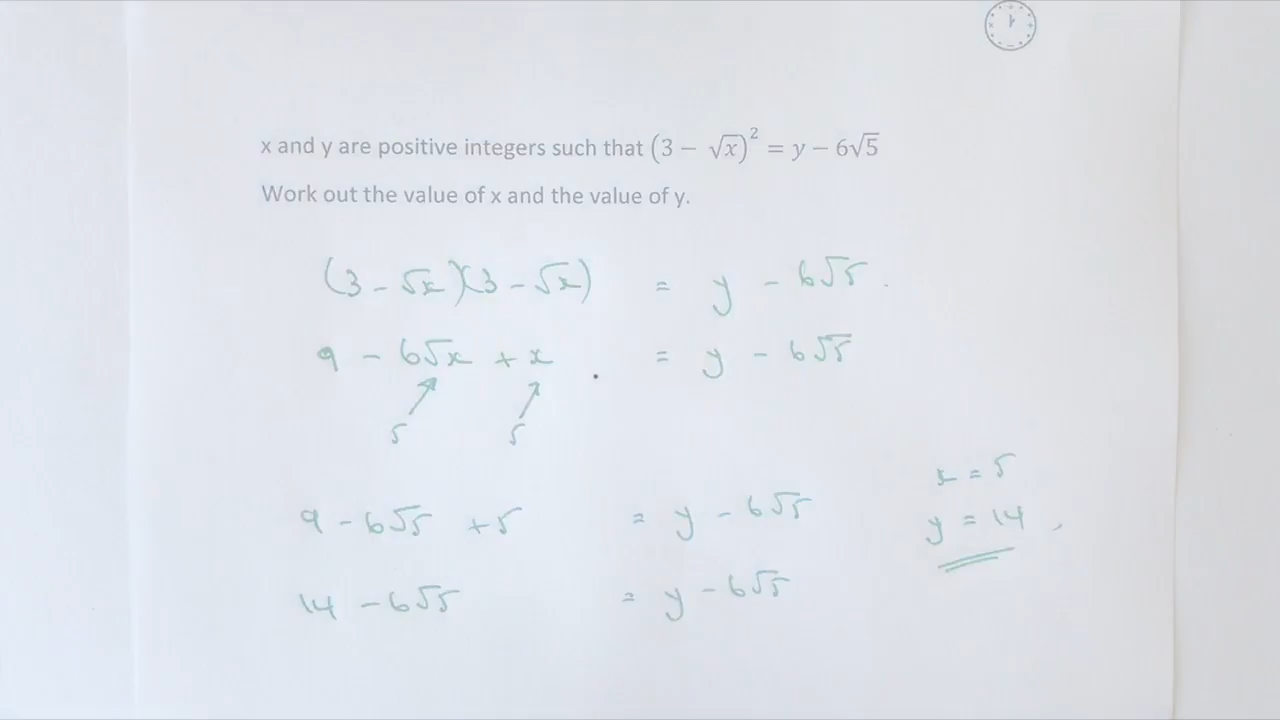 x and y are positive integers such that (3 − √x)² = y − 6√5
Work out the value of x and the value of y.
(3 − √x)(3 − √x) = y − 6√5
9 − 6√x + x = y − 6√5
5 5
9 − 6√5 + 5 = y − 6√5
14 − 6√5 = y − 6√5
x = 5
y = 14